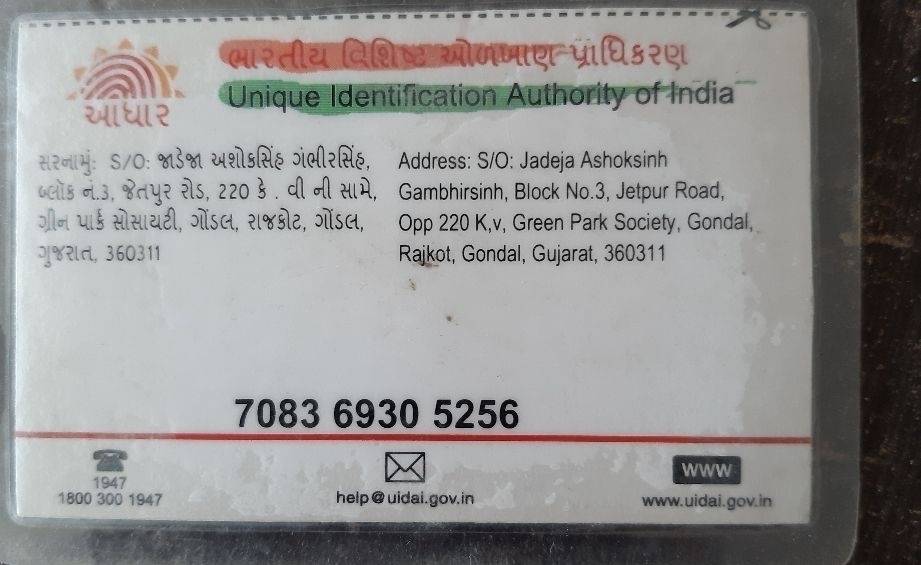 ભારતીય વિશિષ્ટ ઓળખાણ પ્રાધિકરણ
Unique Identification Authority of India
આધાર
સરનામું: S/O: જાડેજા અશોકસિંહ ગંભીરસિંહ,
બ્લોક નં.3, જેતપુર રોડ, 220 કે . વી ની સામે,
ગ્રીન પાર્ક સોસાયટી, ગોંડલ, રાજકોટ, ગોંડલ,
ગુજરાત, 360311
Address: S/O: Jadeja Ashoksinh
Gambhirsinh, Block No.3, Jetpur Road,
Opp 220 K,v, Green Park Society, Gondal,
Rajkot, Gondal, Gujarat, 360311
7083 6930 5256
1947
1800 300 1947
help@uidai.gov.in
www
www.uidai.gov.in